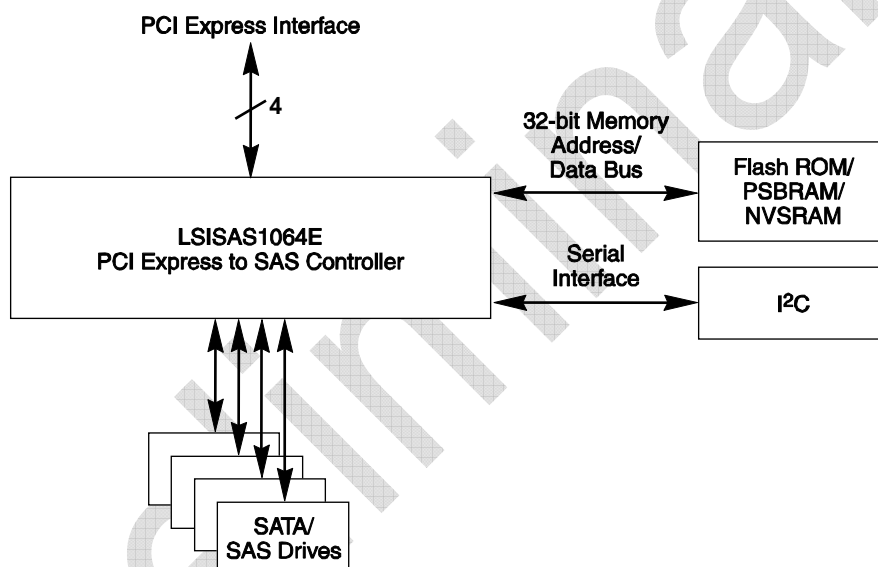 PCI Express Interface
4
32-bit Memory
Address/
Data Bus
Flash ROM/
PSBRAM/
NVSRAM
LSISAS1064E
PCI Express to SAS Controller
Serial
Interface
I²C
SATA/
SAS Drives